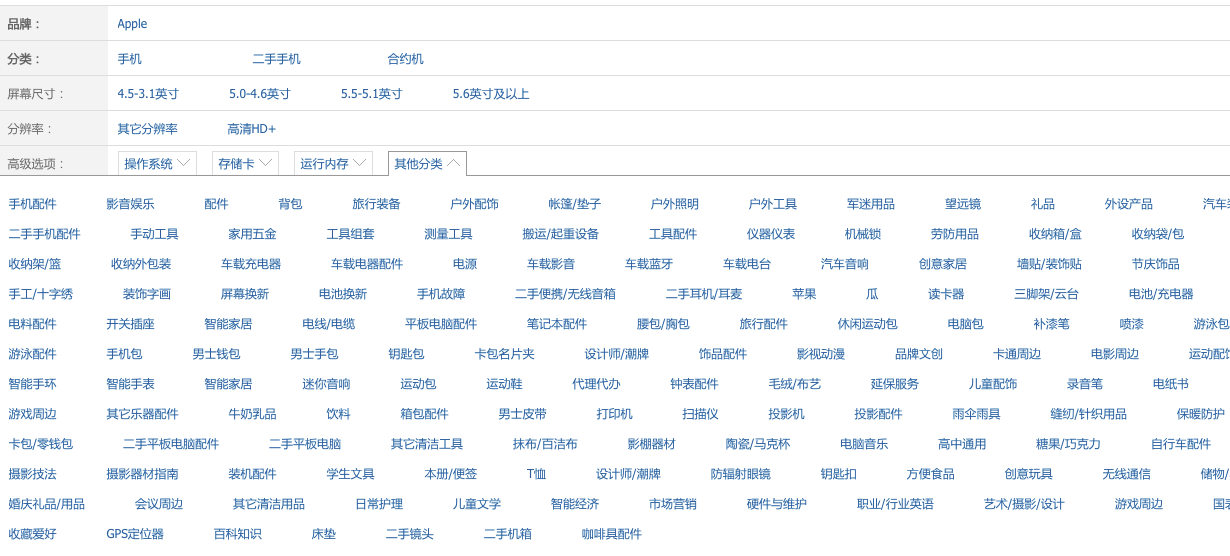 品牌： Apple
分类： 手机 二手手机 合约机
屏幕尺寸： 4.5-3.1英寸 5.0-4.6英寸 5.5-5.1英寸 5.6英寸及以上
分辨率： 其它分辨率 高清HD+
高级选项： 操作系统 存储卡 运行内存 其他分类
手机配件 影音娱乐 配件 背包 旅行装备 户外配饰 帐篷/垫子 户外照明 户外工具 军迷用品 望远镜 礼品 外设产品 汽车
二手手机配件 手动工具 家用五金 工具组套 测量工具 搬运/起重设备 工具配件 仪器仪表 机械锁 劳防用品 收纳箱/盒 收纳袋/包
收纳架/篮 收纳外包装 车载充电器 车载电器配件 电源 车载影音 车载蓝牙 车载电台 汽车音响 创意家居 墙贴/装饰贴 节庆饰品
手工/十字绣 装饰字画 屏幕换新 电池换新 手机故障 二手便携/无线音箱 二手耳机/耳麦 苹果 瓜 读卡器 三脚架/云台 电池/充电器
电料配件 开关插座 智能家居 电线/电缆 平板电脑配件 笔记本配件 腰包/胸包 旅行配件 休闲运动包 电脑包 补漆笔 喷漆 游泳包
游泳配件 手机包 男士钱包 男士手包 钥匙包 卡包名片夹 设计师/潮牌 饰品配件 影视动漫 品牌文创 卡通周边 电影周边 运动配
智能手环 智能手表 智能家居 迷你音响 运动包 运动鞋 代理代办 钟表配件 毛绒/布艺 延保服务 儿童配饰 录音笔 电纸书
游戏周边 其它乐器配件 牛奶乳品 饮料 箱包配件 男士皮带 打印机 扫描仪 投影机 投影配件 雨伞雨具 缝纫/针织用品 保暖防护
卡包/零钱包 二手平板电脑配件 二手平板电脑 其它清洁工具 抹布/百洁布 影棚器材 陶瓷/马克杯 电脑音乐 高中通用 糖果/巧克力 自行车配件
摄影技法 摄影器材指南 装机配件 学生文具 本册/便签 T恤 设计师/潮牌 防辐射眼镜 钥匙扣 方便食品 创意玩具 无线通信 储物/
婚庆礼品/用品 会议周边 其它清洁用品 日常护理 儿童文学 智能经济 市场营销 硬件与维护 职业/行业英语 艺术/摄影/设计 游戏周边 国
收藏爱好 GPS定位器 百科知识 床垫 二手镜头 二手机箱 咖啡具配件